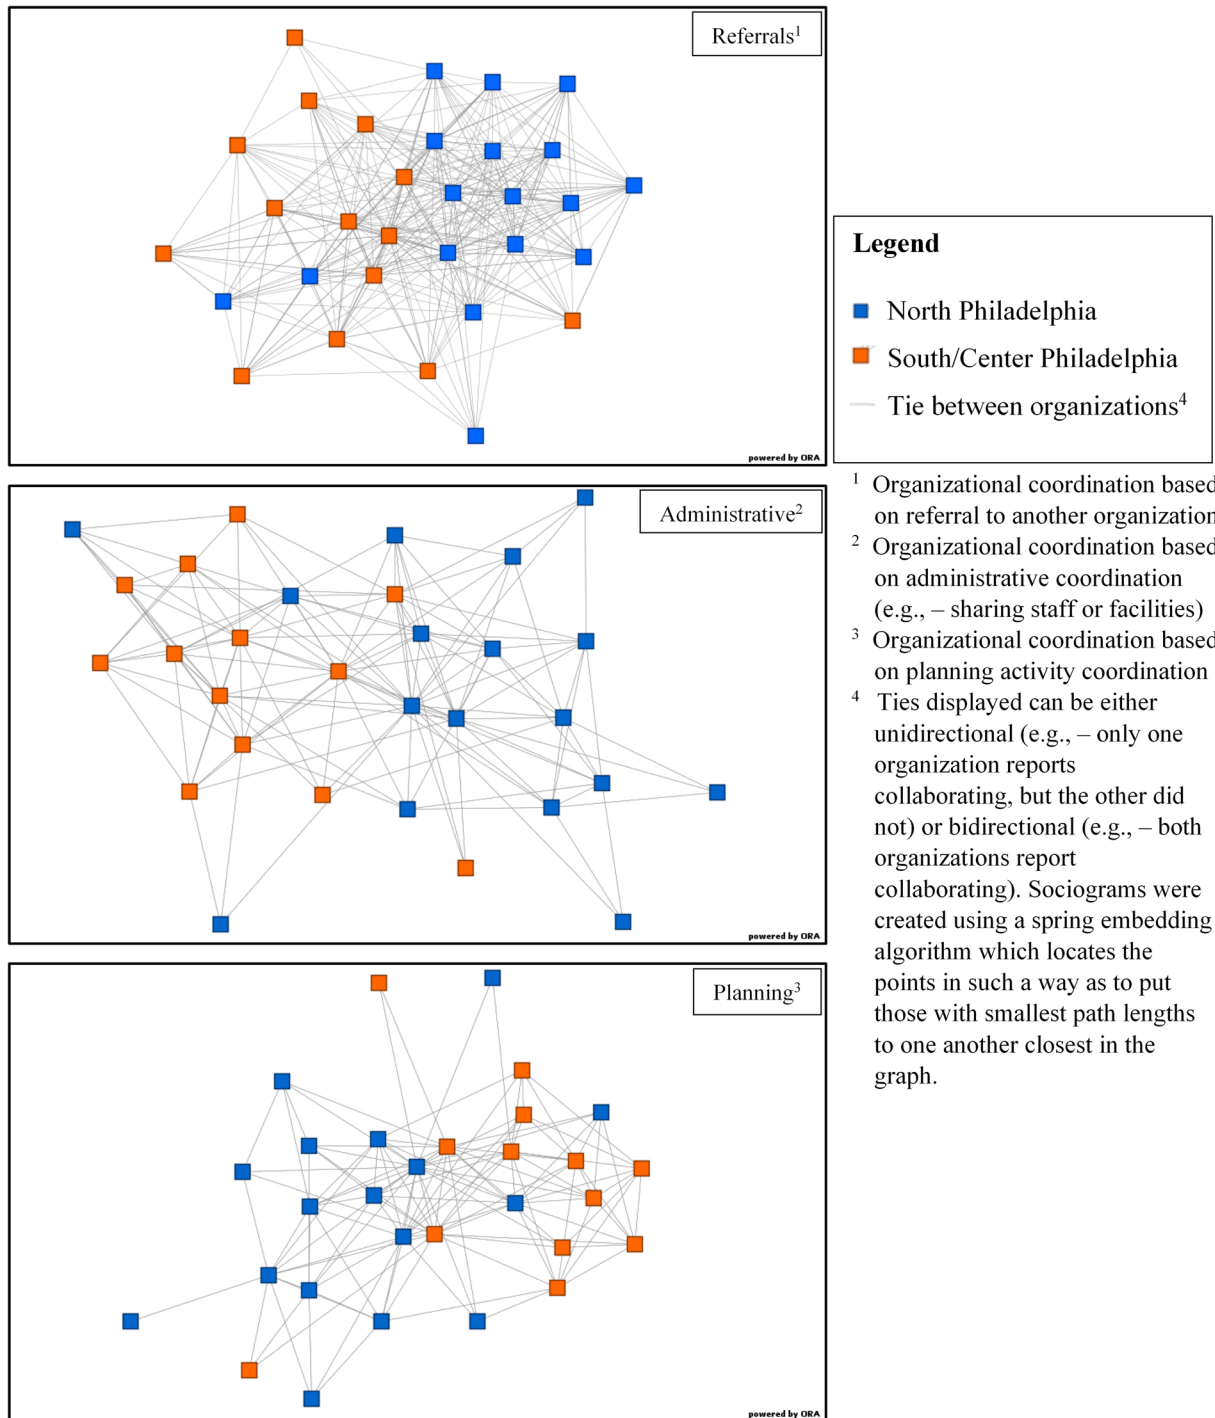 Referrals¹
powered by ORA
Legend
North Philadelphia
South/Center Philadelphia
Tie between organizations⁴
¹ Organizational coordination based
on referral to another organization
² Organizational coordination based
on administrative coordination
(e.g., – sharing staff or facilities)
³ Organizational coordination based
on planning activity coordination
⁴ Ties displayed can be either
unidirectional (e.g., – only one
organization reports
collaborating, but the other did
not) or bidirectional (e.g., – both
organizations report
collaborating). Sociograms were
created using a spring embedding
algorithm which locates the
points in such a way as to put
those with smallest path lengths
to one another closest in the
graph.
Administrative²
powered by ORA
Planning³
powered by ORA